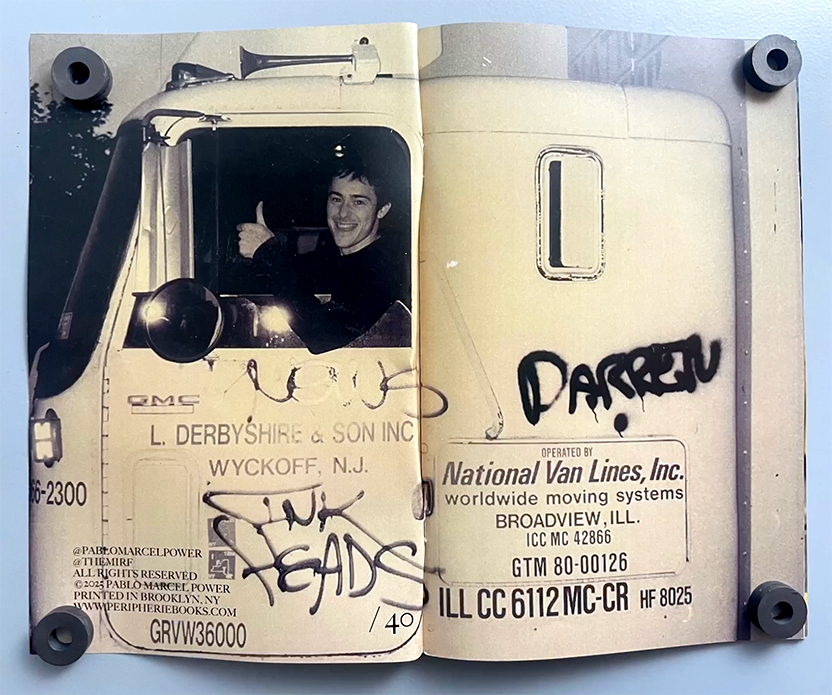 NEWS
DARREN
GMC
L. DERBYSHIRE & SON INC
WYCKOFF, N.J.
66-2300
HEADS
@PABLOMARCELPOWER
@THEMIRF
ALL RIGHTS RESERVED
© 2025 PABLO MARCEL POWER
PRINTED IN BROOKLYN, NY
WWW.PERIPHERIEBOOKS.COM
GRVW36000
/ 40
OPERATED BY
National Van Lines, Inc.
worldwide moving systems
BROADVIEW, ILL.
ICC MC 42866
GTM 80-00126
ILL CC 6112 MC-CR HF 8025